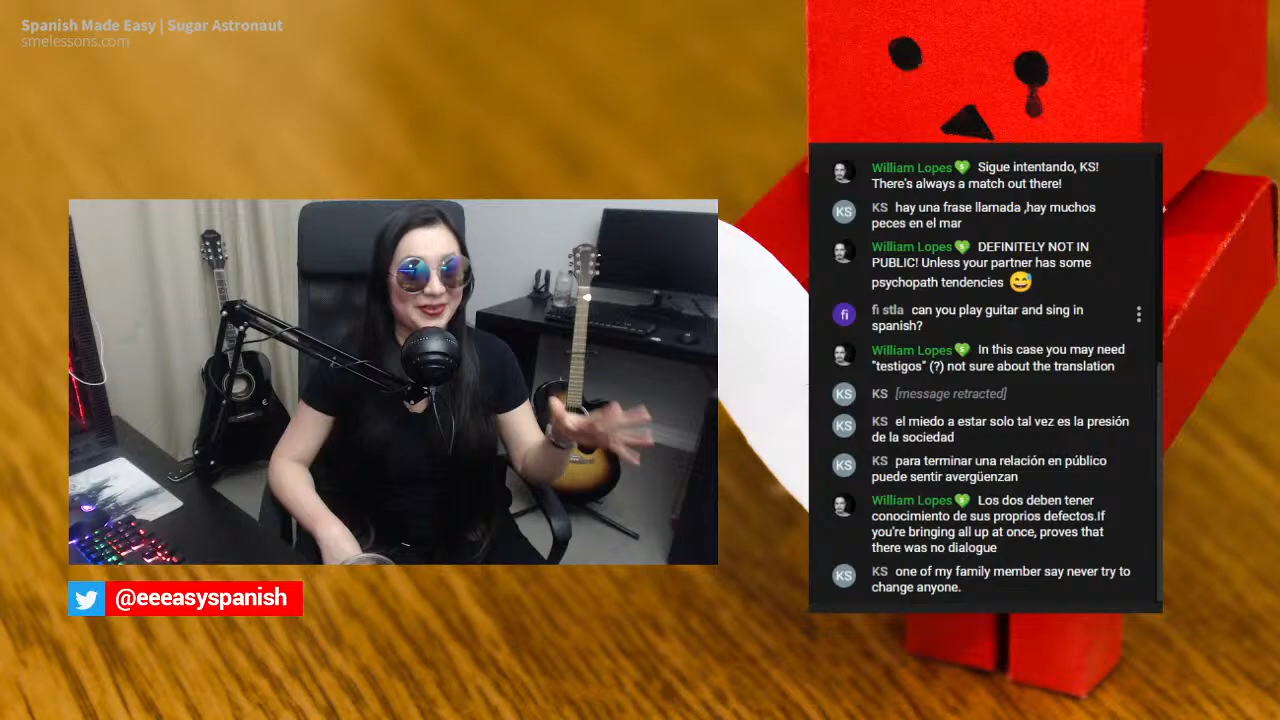 Spanish Made Easy | Sugar Astronaut
smelessons.com
William Lopes Sigue intentando, KS!
There's always a match out there!
KS KS hay una frase llamada ,hay muchos
peces en el mar
William Lopes DEFINITELY NOT IN
PUBLIC! Unless your partner has some
psychopath tendencies 😅
fi fi stla can you play guitar and sing in
spanish?
William Lopes In this case you may need
"testigos" (?) not sure about the translation
KS KS [message retracted]
KS KS el miedo a estar solo tal vez es la presión
de la sociedad
KS KS para terminar una relación en público
puede sentir avergüenzan
William Lopes Los dos deben tener
conocimiento de sus proprios defectos.If
you're bringing all up at once, proves that
there was no dialogue
KS KS one of my family member say never try to
change anyone.
@eeeasyspanish